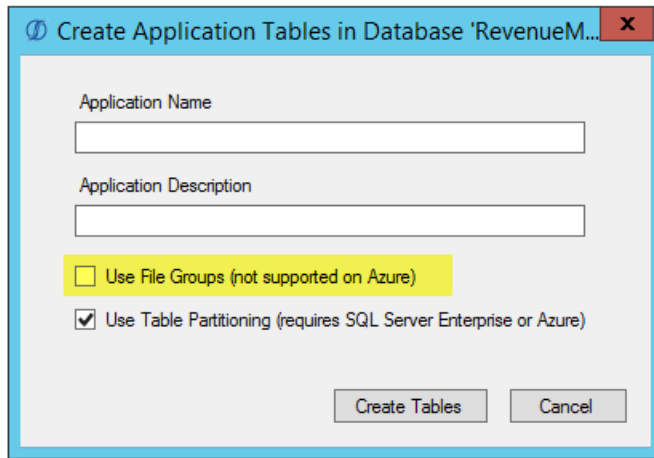 Create Application Tables in Database 'RevenueM... x
Application Name
Application Description
Use File Groups (not supported on Azure)
Use Table Partitioning (requires SQL Server Enterprise or Azure)
Create Tables Cancel